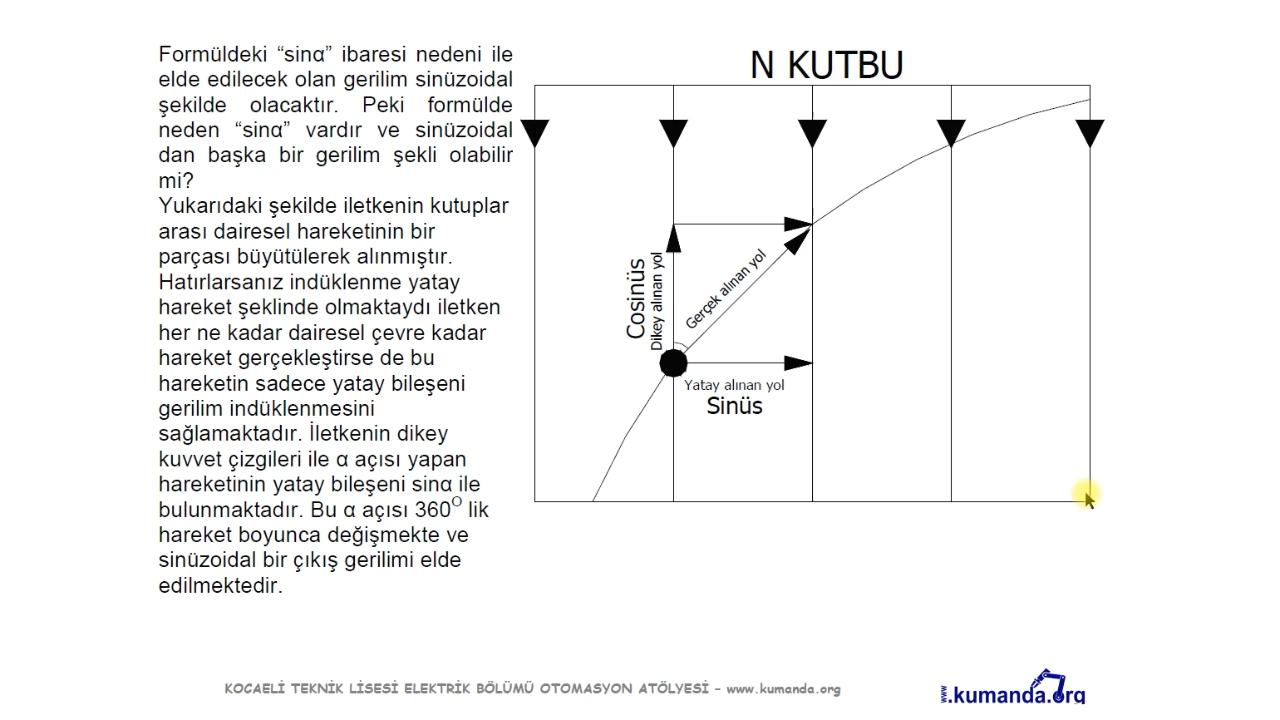 Formüldeki “sinα” ibaresi nedeni ile
elde edilecek olan gerilim sinüzoidal
şekilde olacaktır. Peki formülde
neden “sinα” vardır ve sinüzoidal
dan başka bir gerilim şekli olabilir
mi?
Yukarıdaki şekilde iletkenin kutuplar
arası dairesel hareketinin bir
parçası büyütülerek alınmıştır.
Hatırlarsanız indüklenme yatay
hareket şeklinde olmaktaydı iletken
her ne kadar dairesel çevre kadar
hareket gerçekleştirse de bu
hareketin sadece yatay bileşeni
gerilim indüklenmesini
sağlamaktadır. İletkenin dikey
kuvvet çizgileri ile α açısı yapan
hareketinin yatay bileşeni sinα ile
bulunmaktadır. Bu α açısı 360O lik
hareket boyunca değişmekte ve
sinüzoidal bir çıkış gerilimi elde
edilmektedir.
N KUTBU
Cosinüs
Dikey alınan yol
Gerçek alınan yol
Yatay alınan yol
Sinüs
KOCAELİ TEKNİK LİSESİ ELEKTRİK BÖLÜMÜ OTOMASYON ATÖLYESİ – www.kumanda.org
www.kumanda.org